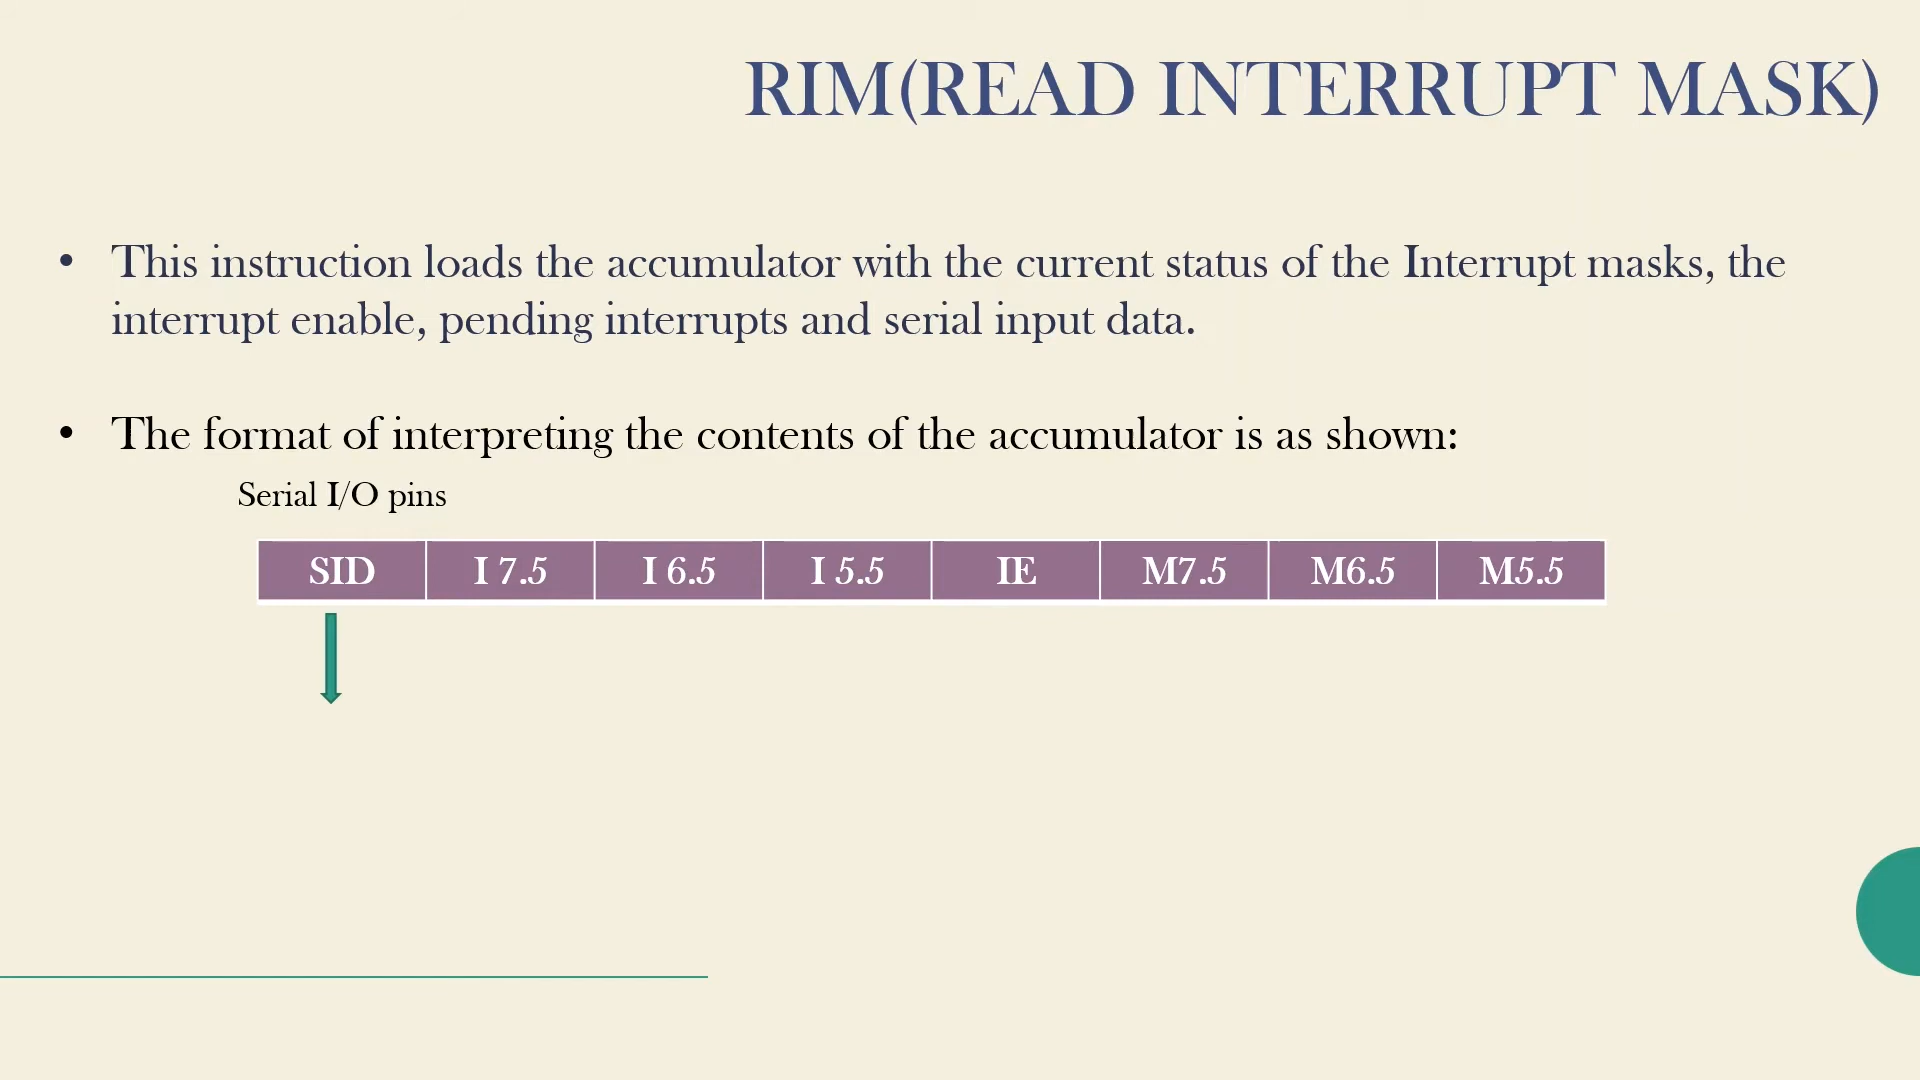 RIM(READ INTERRUPT MASK)
• This instruction loads the accumulator with the current status of the Interrupt masks, the
interrupt enable, pending interrupts and serial input data.
• The format of interpreting the contents of the accumulator is as shown:
Serial I/O pins
SID I 7.5 I 6.5 I 5.5 IE M7.5 M6.5 M5.5